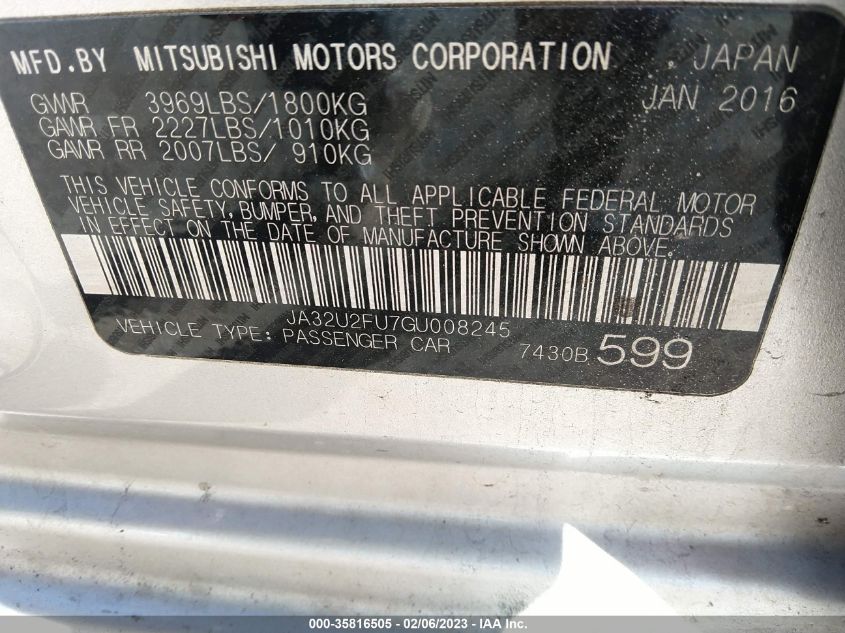 MFD.BY MITSUBISHI MOTORS CORPORATION JAPAN
GVWR 3969LBS/1800KG JAN 2016
GAWR FR 2227LBS/1010KG
GAWR RR 2007LBS/ 910KG
THIS VEHICLE CONFORMS TO ALL APPLICABLE FEDERAL MOTOR
VEHICLE SAFETY, BUMPER, AND THEFT PREVENTION STANDARDS
IN EFFECT ON THE DATE OF MANUFACTURE SHOWN ABOVE.
JA32U2FU7GU008245
VEHICLE TYPE: PASSENGER CAR 7430B 599
000-35816505 - 02/06/2023 - IAA Inc.